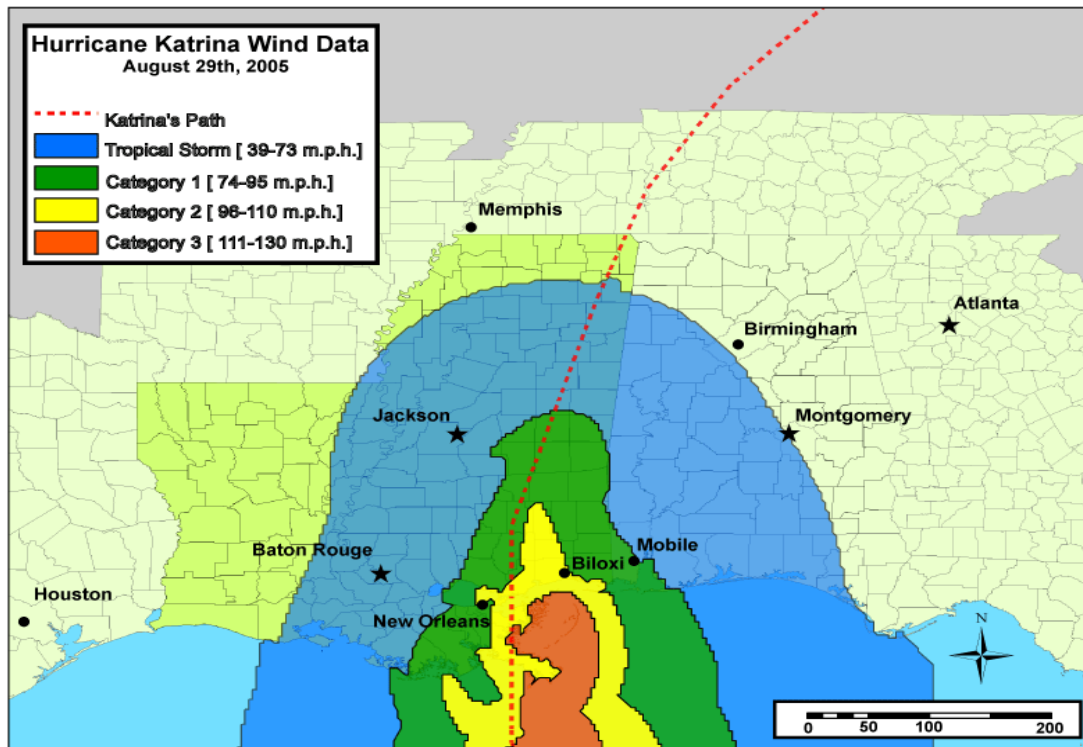 Hurricane Katrina Wind Data
August 29th, 2005
Katrina's Path
Tropical Storm [ 39-73 m.p.h.]
Category 1 [ 74-95 m.p.h.]
Category 2 [ 96-110 m.p.h.]
Category 3 [ 111-130 m.p.h.]
Memphis
Atlanta
Birmingham
Jackson
Montgomery
Baton Rouge
Mobile
Biloxi
Houston
New Orleans
N
0 50 100 200